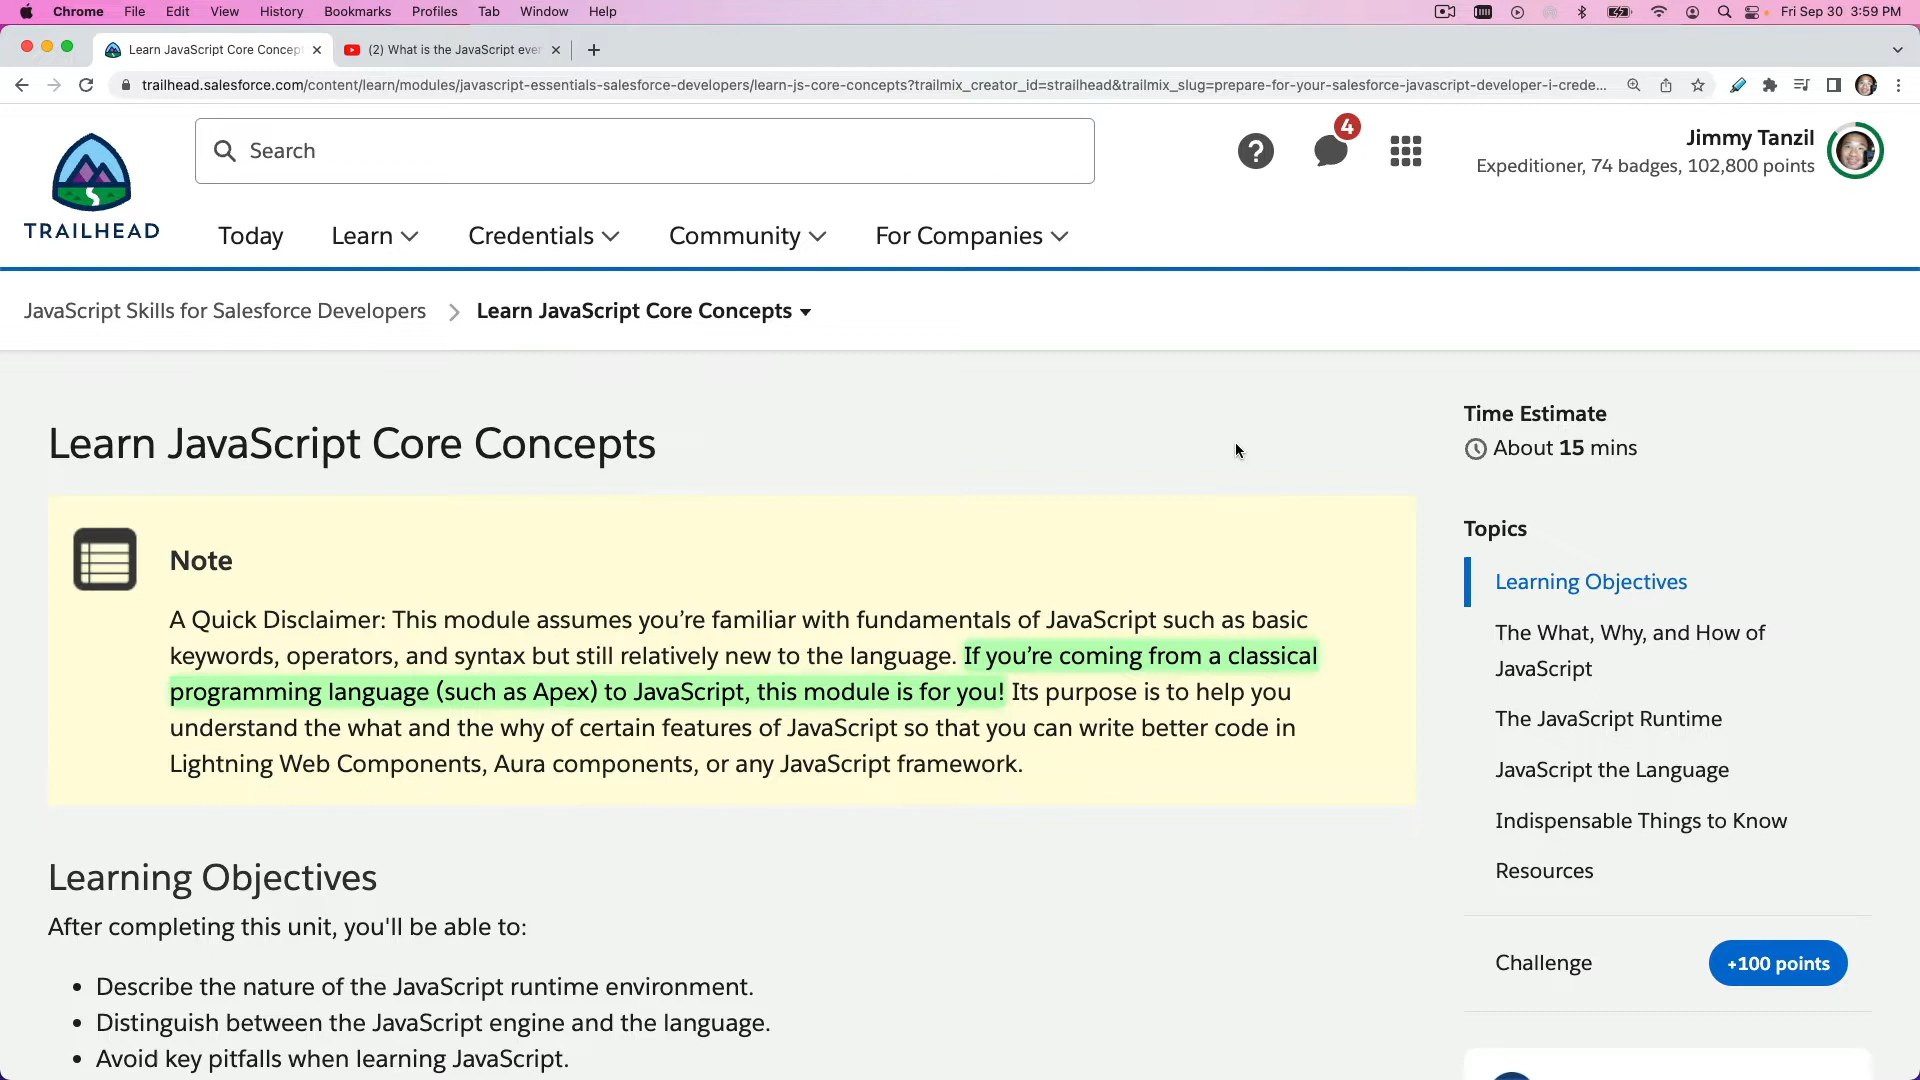 Chrome File Edit View History Bookmarks Profiles Tab Window Help Fri Sep 30 3:59 PM
Learn JavaScript Core Concept (2) What is the JavaScript even
trailhead.salesforce.com/content/learn/modules/javascript-essentials-salesforce-developers/learn-js-core-concepts?trailmix_creator_id=strailhead&trailmix_slug=prepare-for-your-salesforce-javascript-developer-i-crede...
TRAILHEAD
Search
4
Jimmy Tanzil
Expeditioner, 74 badges, 102,800 points
Today Learn Credentials Community For Companies
JavaScript Skills for Salesforce Developers Learn JavaScript Core Concepts
Learn JavaScript Core Concepts
Note
A Quick Disclaimer: This module assumes you’re familiar with fundamentals of JavaScript such as basic
keywords, operators, and syntax but still relatively new to the language. If you’re coming from a classical
programming language (such as Apex) to JavaScript, this module is for you! Its purpose is to help you
understand the what and the why of certain features of JavaScript so that you can write better code in
Lightning Web Components, Aura components, or any JavaScript framework.
Learning Objectives
After completing this unit, you'll be able to:
• Describe the nature of the JavaScript runtime environment.
• Distinguish between the JavaScript engine and the language.
• Avoid key pitfalls when learning JavaScript.
Time Estimate
About 15 mins
Topics
Learning Objectives
The What, Why, and How of
JavaScript
The JavaScript Runtime
JavaScript the Language
Indispensable Things to Know
Resources
Challenge +100 points